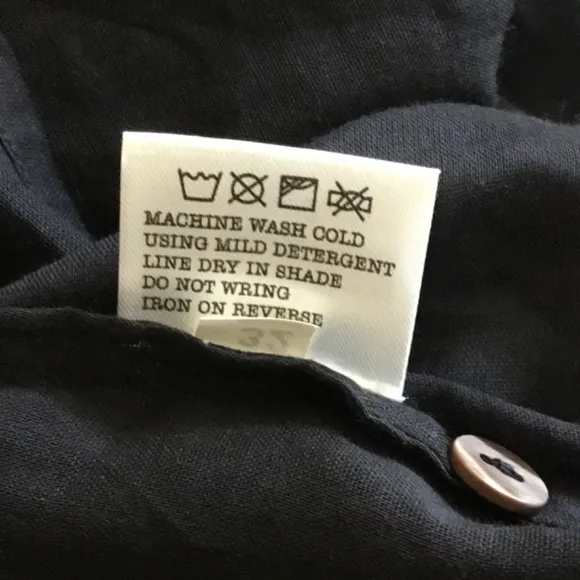 MACHINE WASH COLD
USING MILD DETERGENT
LINE DRY IN SHADE
DO NOT WRING
IRON ON REVERSE